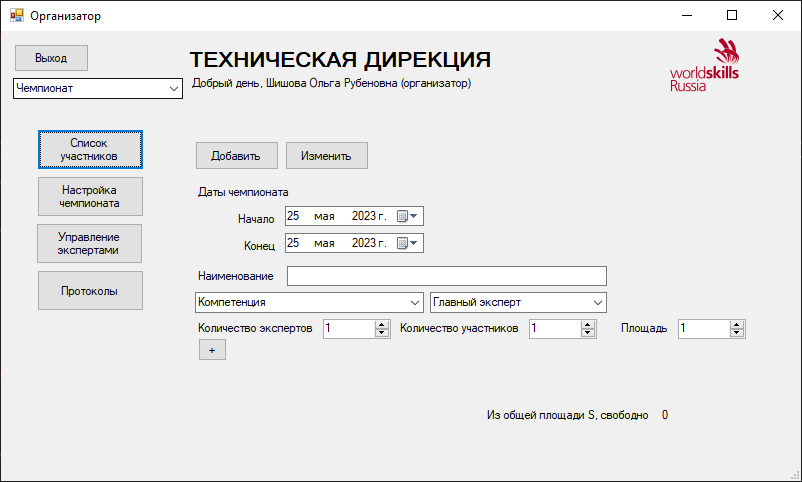 Организатор
Выход
ТЕХНИЧЕСКАЯ ДИРЕКЦИЯ
Добрый день, Шишова Ольга Рубеновна (организатор)
worldskills
Russia
Чемпионат
Список
участников
Настройка
чемпионата
Управление
экспертами
Протоколы
Добавить
Изменить
Даты чемпионата
Начало
25 мая 2023 г.
Конец
25 мая 2023 г.
Наименование
Компетенция
Главный эксперт
Количество экспертов 1
Количество участников 1
Площадь 1
+
Из общей площади S, свободно 0